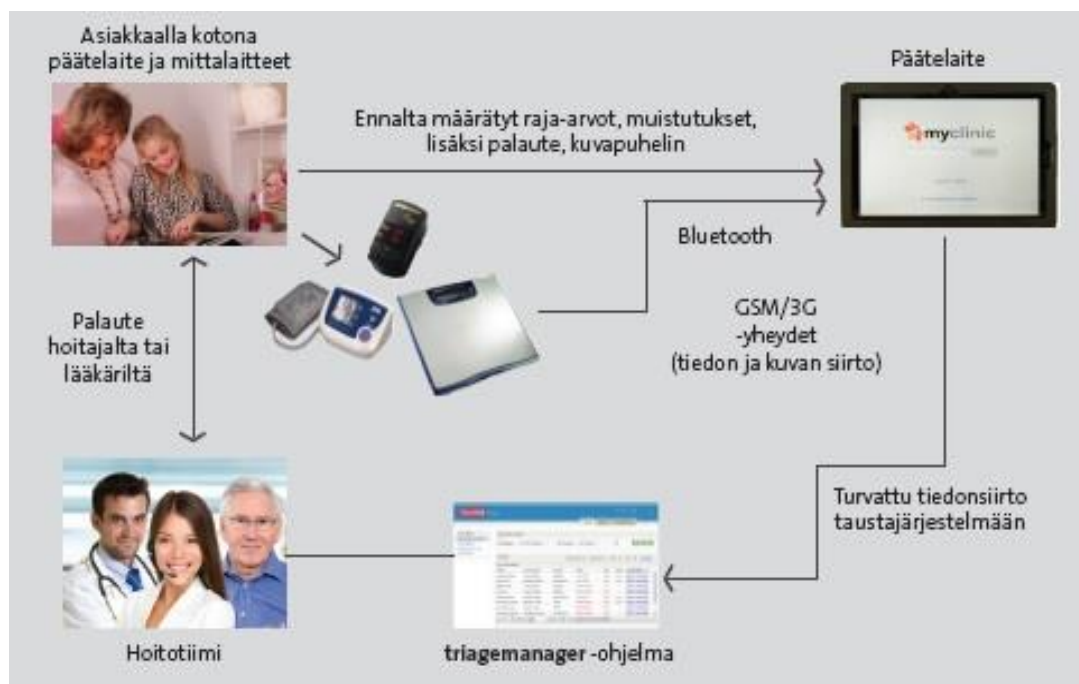 Asiakkaalla kotona
päätelaite ja mittalaitteet
Päätelaite
Ennalta määrätyt raja-arvot, muistutukset,
lisäksi palaute, kuvapuhelin
myclinic
Bluetooth
GSM/3G
-yheydet
(tiedon ja kuvan siirto)
Palaute
hoitajalta tai
lääkäriltä
Turvattu tiedonsiirto
taustajärjestelmään
Hoitotiimi
triagemanager -ohjelma